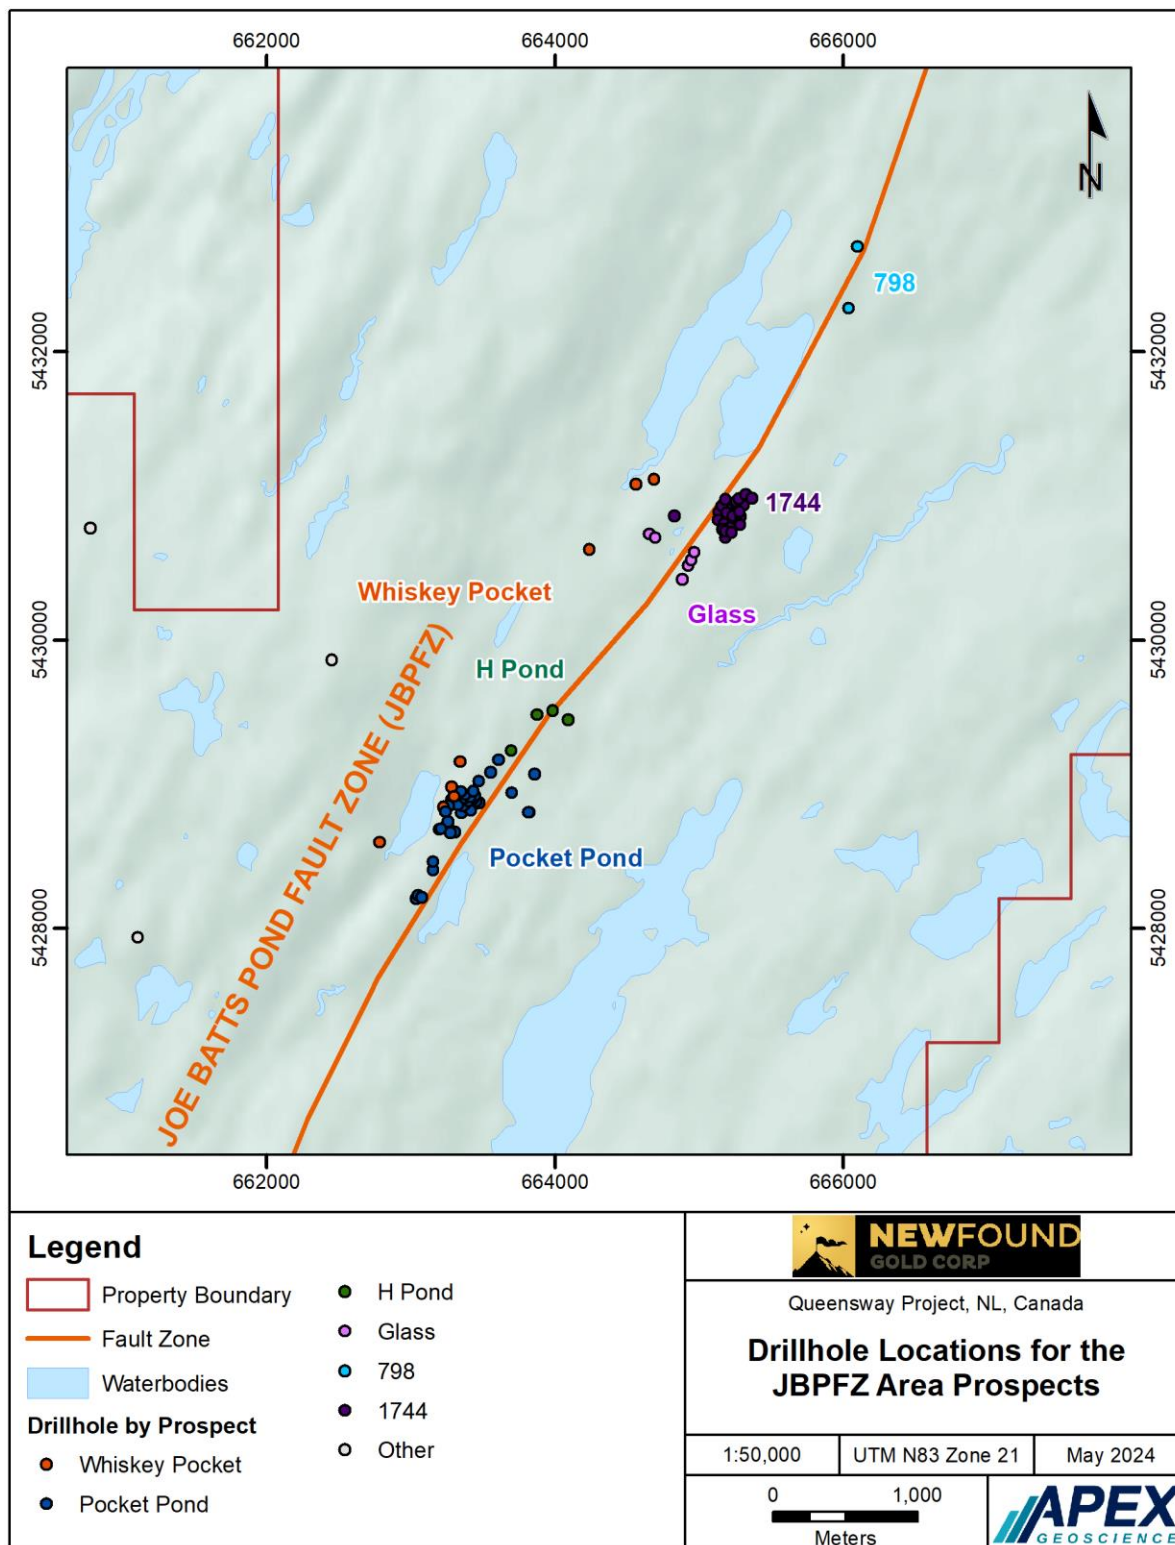 662000
664000
666000
N
798
5432000
5432000
1744
Whiskey Pocket
Glass
5430000
5430000
H Pond
JOE BATTS POND FAULT ZONE (JBPFZ)
Pocket Pond
5428000
5428000
662000
664000
666000
Legend
Property Boundary
Fault Zone
Waterbodies
Drillhole by Prospect
Whiskey Pocket
Pocket Pond
H Pond
Glass
798
1744
Other
NEWFOUND
GOLD CORP
Queensway Project, NL, Canada
Drillhole Locations for the
JBPFZ Area Prospects
1:50,000
UTM N83 Zone 21
May 2024
0
1,000
Meters
APEX
GEOSCIENCE